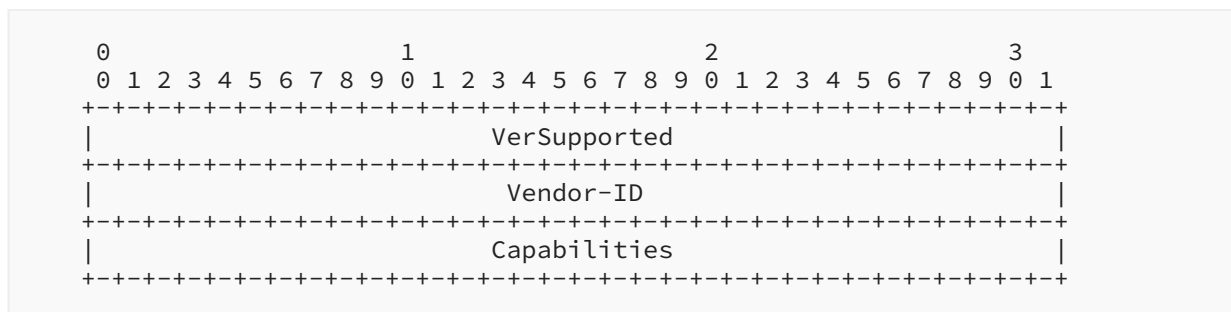 0                   1                   2                   3
 0 1 2 3 4 5 6 7 8 9 0 1 2 3 4 5 6 7 8 9 0 1 2 3 4 5 6 7 8 9 0 1
+-+-+-+-+-+-+-+-+-+-+-+-+-+-+-+-+-+-+-+-+-+-+-+-+-+-+-+-+-+-+-+-+
|                          VerSupported                         |
+-+-+-+-+-+-+-+-+-+-+-+-+-+-+-+-+-+-+-+-+-+-+-+-+-+-+-+-+-+-+-+-+
|                           Vendor-ID                           |
+-+-+-+-+-+-+-+-+-+-+-+-+-+-+-+-+-+-+-+-+-+-+-+-+-+-+-+-+-+-+-+-+
|                          Capabilities                         |
+-+-+-+-+-+-+-+-+-+-+-+-+-+-+-+-+-+-+-+-+-+-+-+-+-+-+-+-+-+-+-+-+